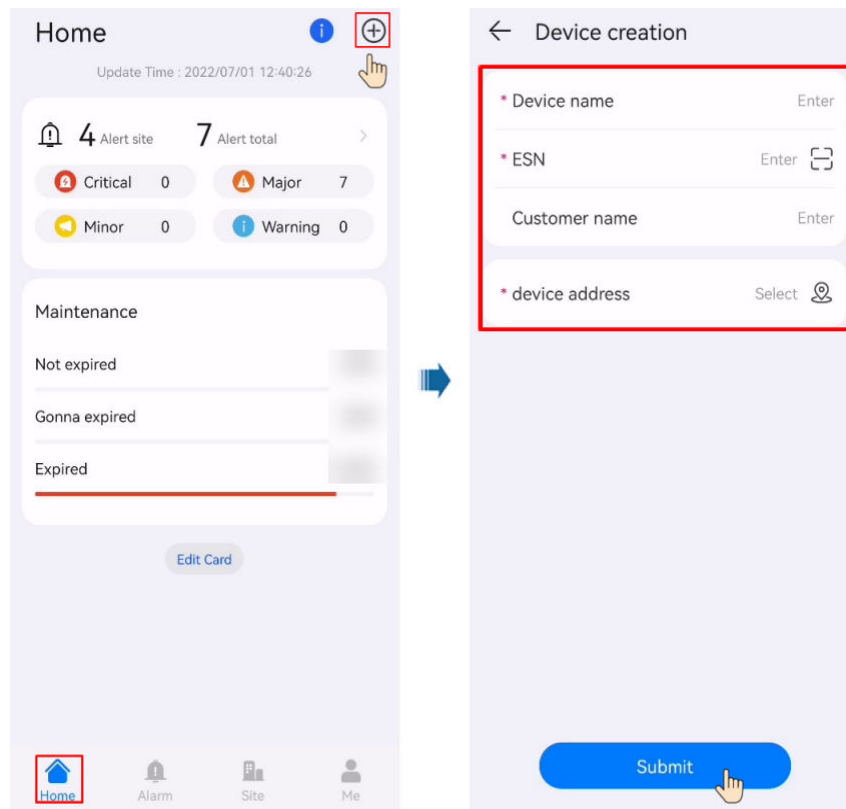 Home
Update Time : 2022/07/01 12:40:26
4 Alert site 7 Alert total
Critical 0 Major 7
Minor 0 Warning 0
Maintenance
Not expired
Gonna expired
Expired
Edit Card
Home Alarm Site Me
Device creation
* Device name Enter
* ESN Enter
Customer name Enter
* device address Select
Submit